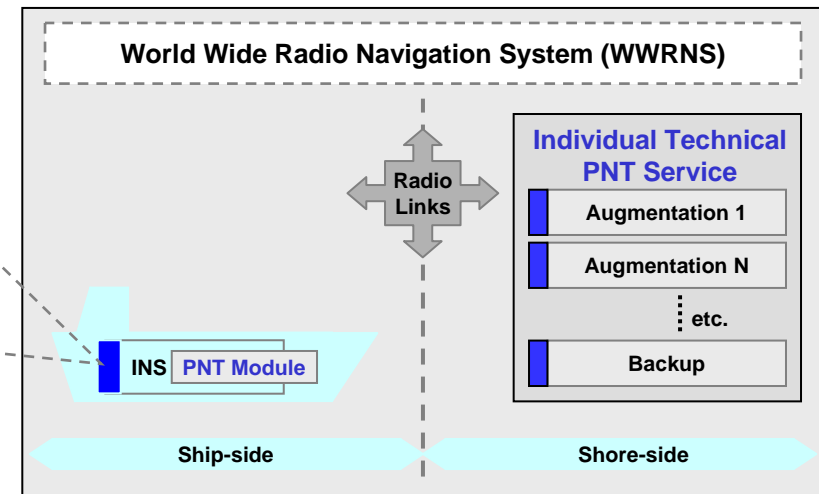 World Wide Radio Navigation System (WWRNS)
Radio
Links
Individual Technical
PNT Service
Augmentation 1
Augmentation N
etc.
Backup
INS PNT Module
Ship-side
Shore-side